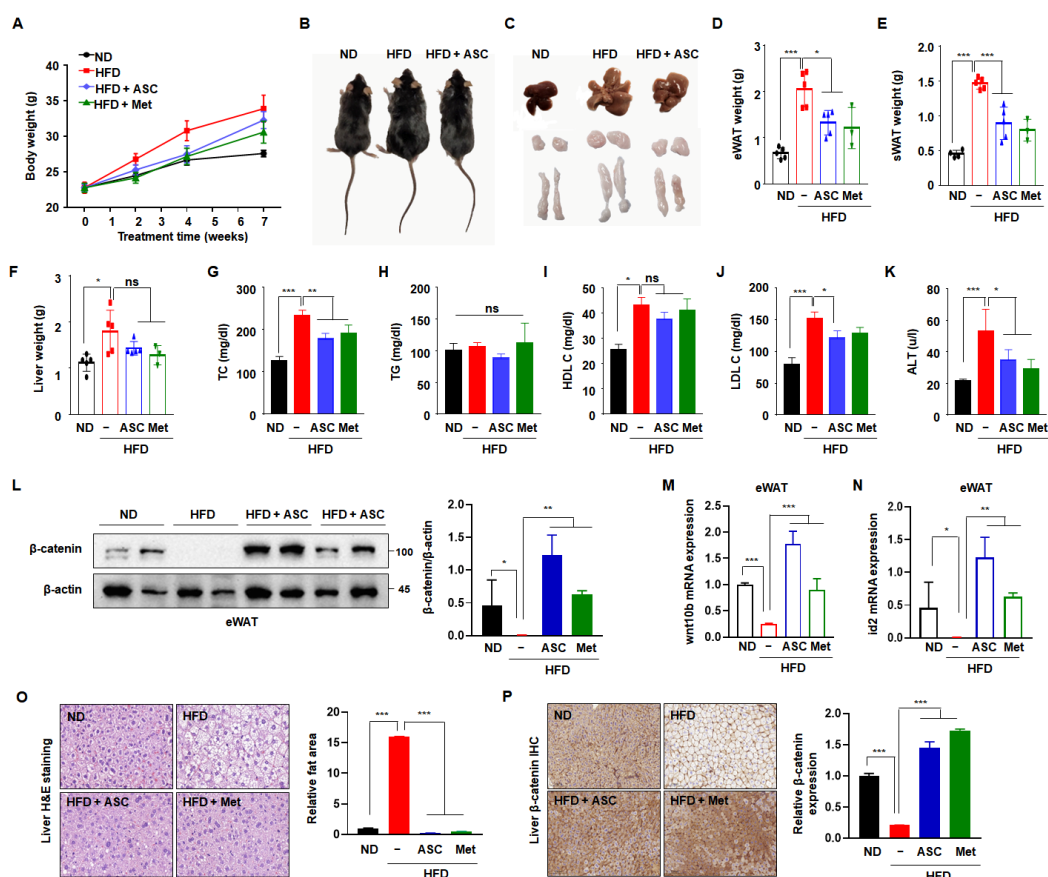 A
ND
HFD
HFD + ASC
HFD + Met
Body weight (g)
40
35
30
25
20
0 1 2 3 4 5 6 7
Treatment time (weeks)
B
ND HFD HFD + ASC
C
ND HFD HFD + ASC
D
eWAT weight (g)
3
2
1
0
*** *
ND – ASC Met
HFD
E
sWAT weight (g)
2.0
1.5
1.0
0.5
0.0
*** ***
ND – ASC Met
HFD
F
Liver weight (g)
3
2
1
0
* ns
ND – ASC Met
HFD
G
TC (mg/dl)
300
200
100
0
*** **
ND – ASC Met
HFD
H
TG (mg/dl)
200
150
100
50
0
ns
ND – ASC Met
HFD
I
HDL C (mg/dl)
50
40
30
20
10
0
* ns
ND – ASC Met
HFD
J
LDL C (mg/dl)
200
150
100
50
0
*** *
ND – ASC Met
HFD
K
ALT (u/l)
80
60
40
20
0
*** *
ND – ASC Met
HFD
L
ND HFD HFD + ASC HFD + ASC
β-catenin
100
β-actin
45
eWAT
β-catenin/β-actin
2.0
1.5
1.0
0.5
0.0
* **
ND – ASC Met
HFD
M
eWAT
wnt10b mRNA expression
2.5
2.0
1.5
1.0
0.5
0.0
*** ***
ND – ASC Met
HFD
N
eWAT
id2 mRNA expression
2.0
1.5
1.0
0.5
0.0
* **
ND – ASC Met
HFD
O
Liver H&E staining
ND HFD
HFD + ASC HFD + Met
Relative fat area
20
15
10
5
0
*** ***
ND – ASC Met
HFD
P
Liver β-catenin IHC
ND HFD
HFD + ASC HFD + Met
Relative β-catenin
expression
2.0
1.5
1.0
0.5
0.0
*** ***
ND – ASC Met
HFD